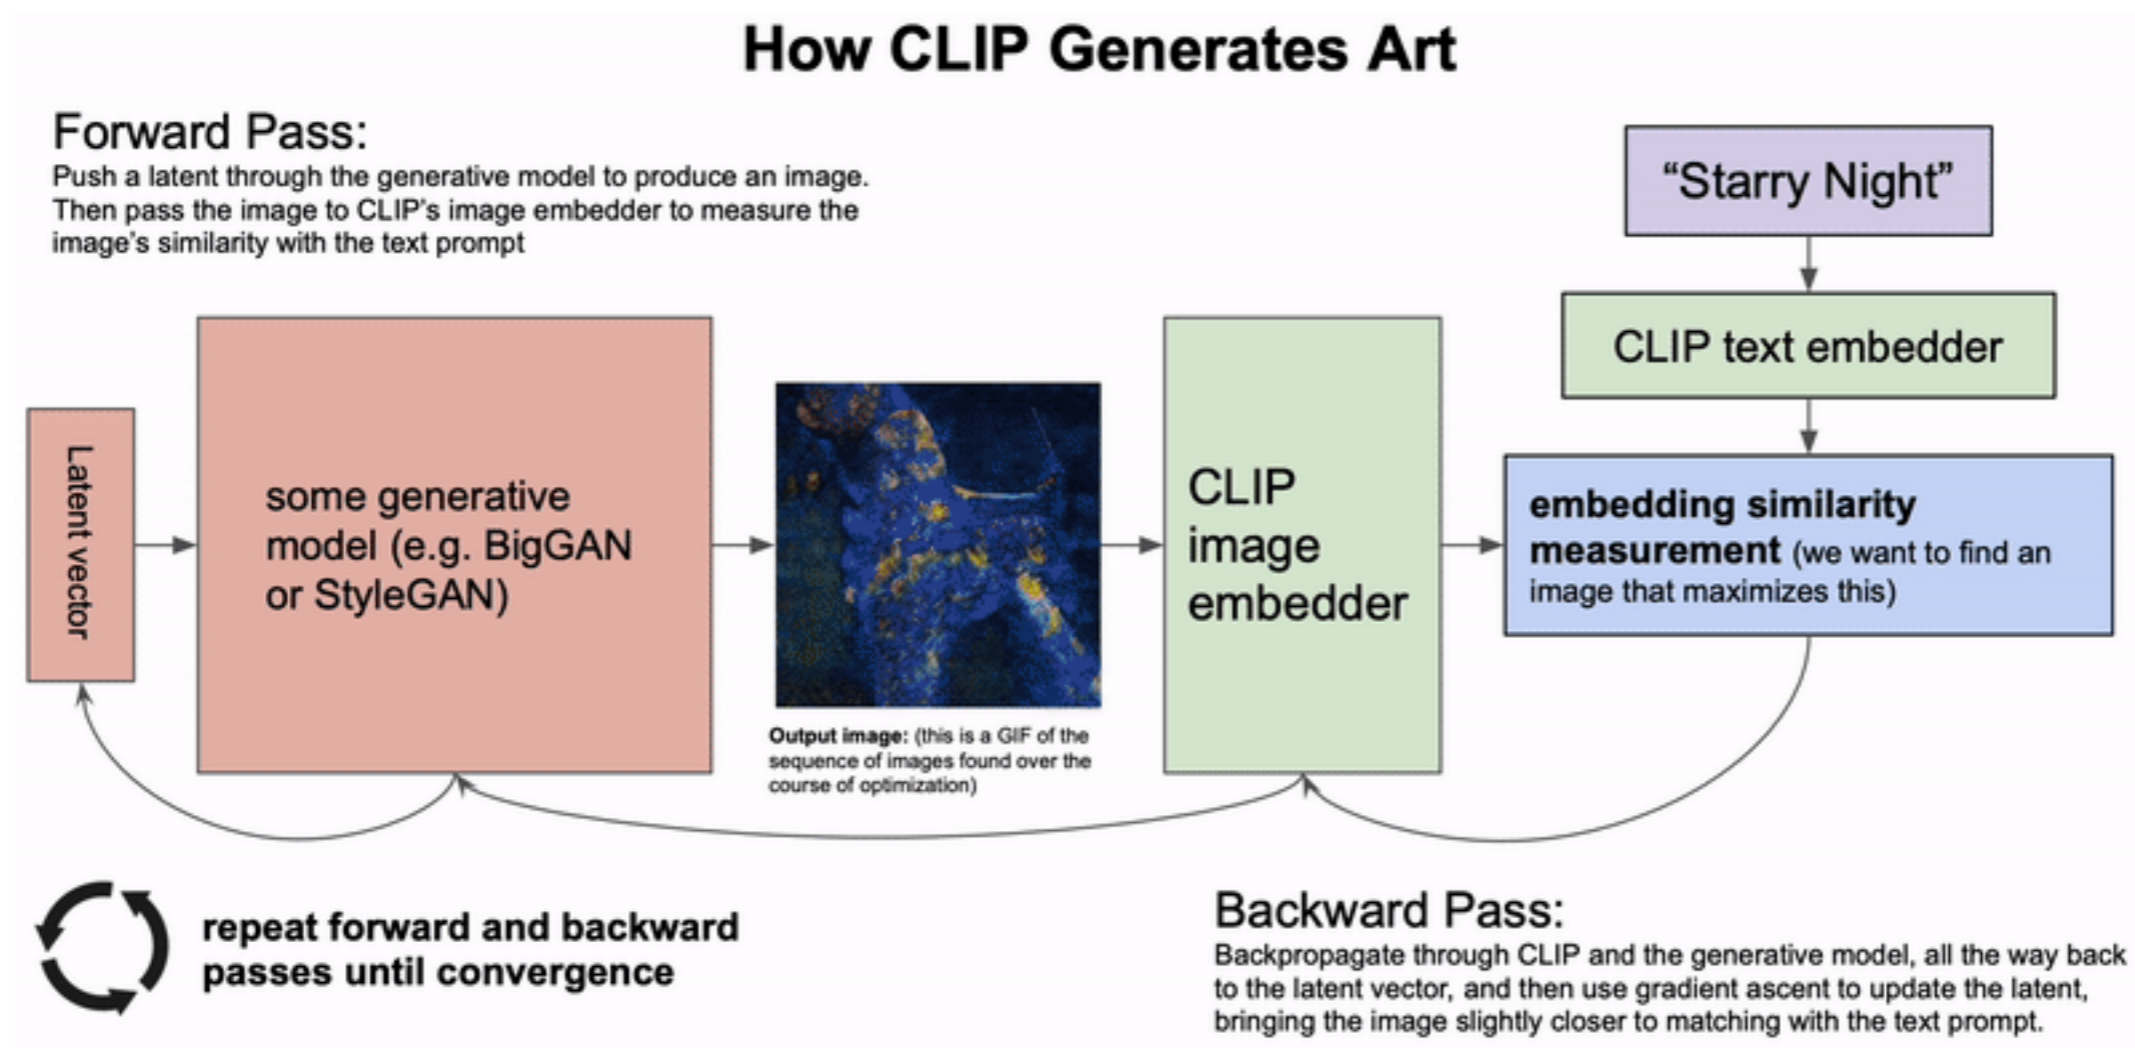 How CLIP Generates Art
Forward Pass:
Push a latent through the generative model to produce an image.
Then pass the image to CLIP's image embedder to measure the
image's similarity with the text prompt
“Starry Night”
CLIP text embedder
Latent vector
some generative
model (e.g. BigGAN
or StyleGAN)
CLIP
image
embedder
embedding similarity
measurement (we want to find an
image that maximizes this)
Output image: (this is a GIF of the
sequence of images found over the
course of optimization)
repeat forward and backward
passes until convergence
Backward Pass:
Backpropagate through CLIP and the generative model, all the way back
to the latent vector, and then use gradient ascent to update the latent,
bringing the image slightly closer to matching with the text prompt.